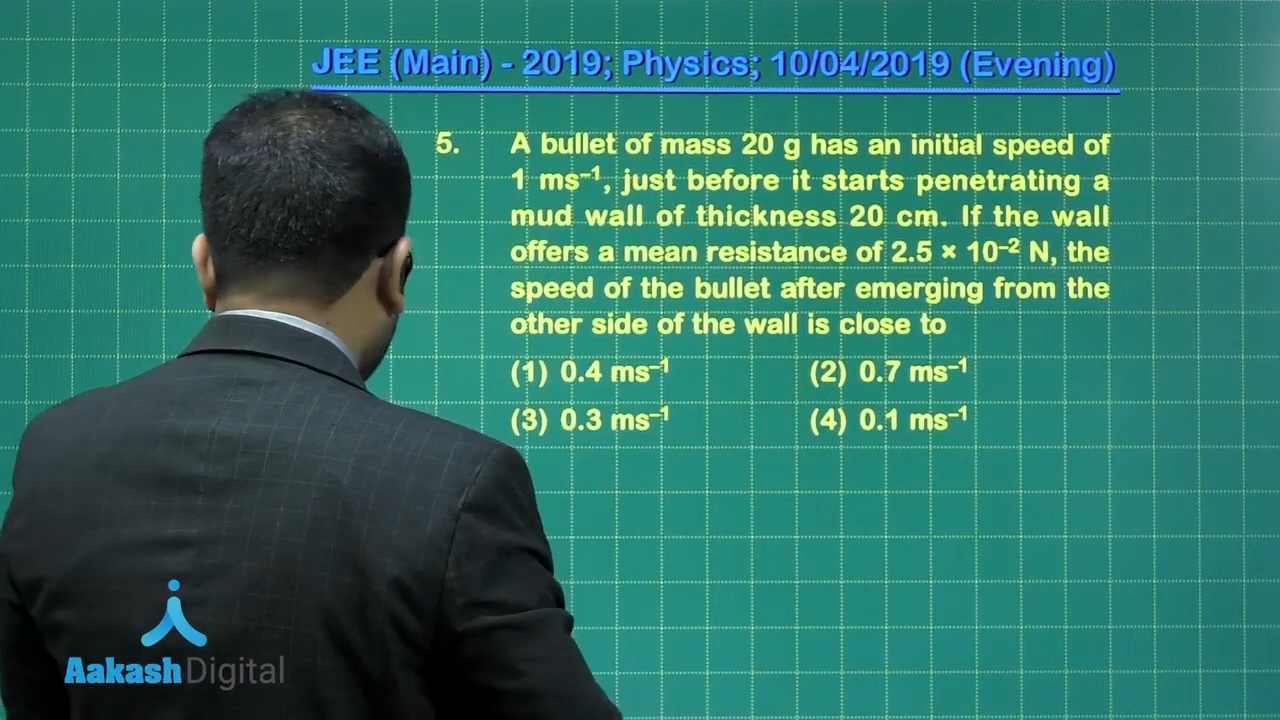 JEE (Main) - 2019; Physics; 10/04/2019 (Evening)
5. A bullet of mass 20 g has an initial speed of
1 ms⁻¹, just before it starts penetrating a
mud wall of thickness 20 cm. If the wall
offers a mean resistance of 2.5 × 10⁻² N, the
speed of the bullet after emerging from the
other side of the wall is close to
(1) 0.4 ms⁻¹ (2) 0.7 ms⁻¹
(3) 0.3 ms⁻¹ (4) 0.1 ms⁻¹
Aakash Digital